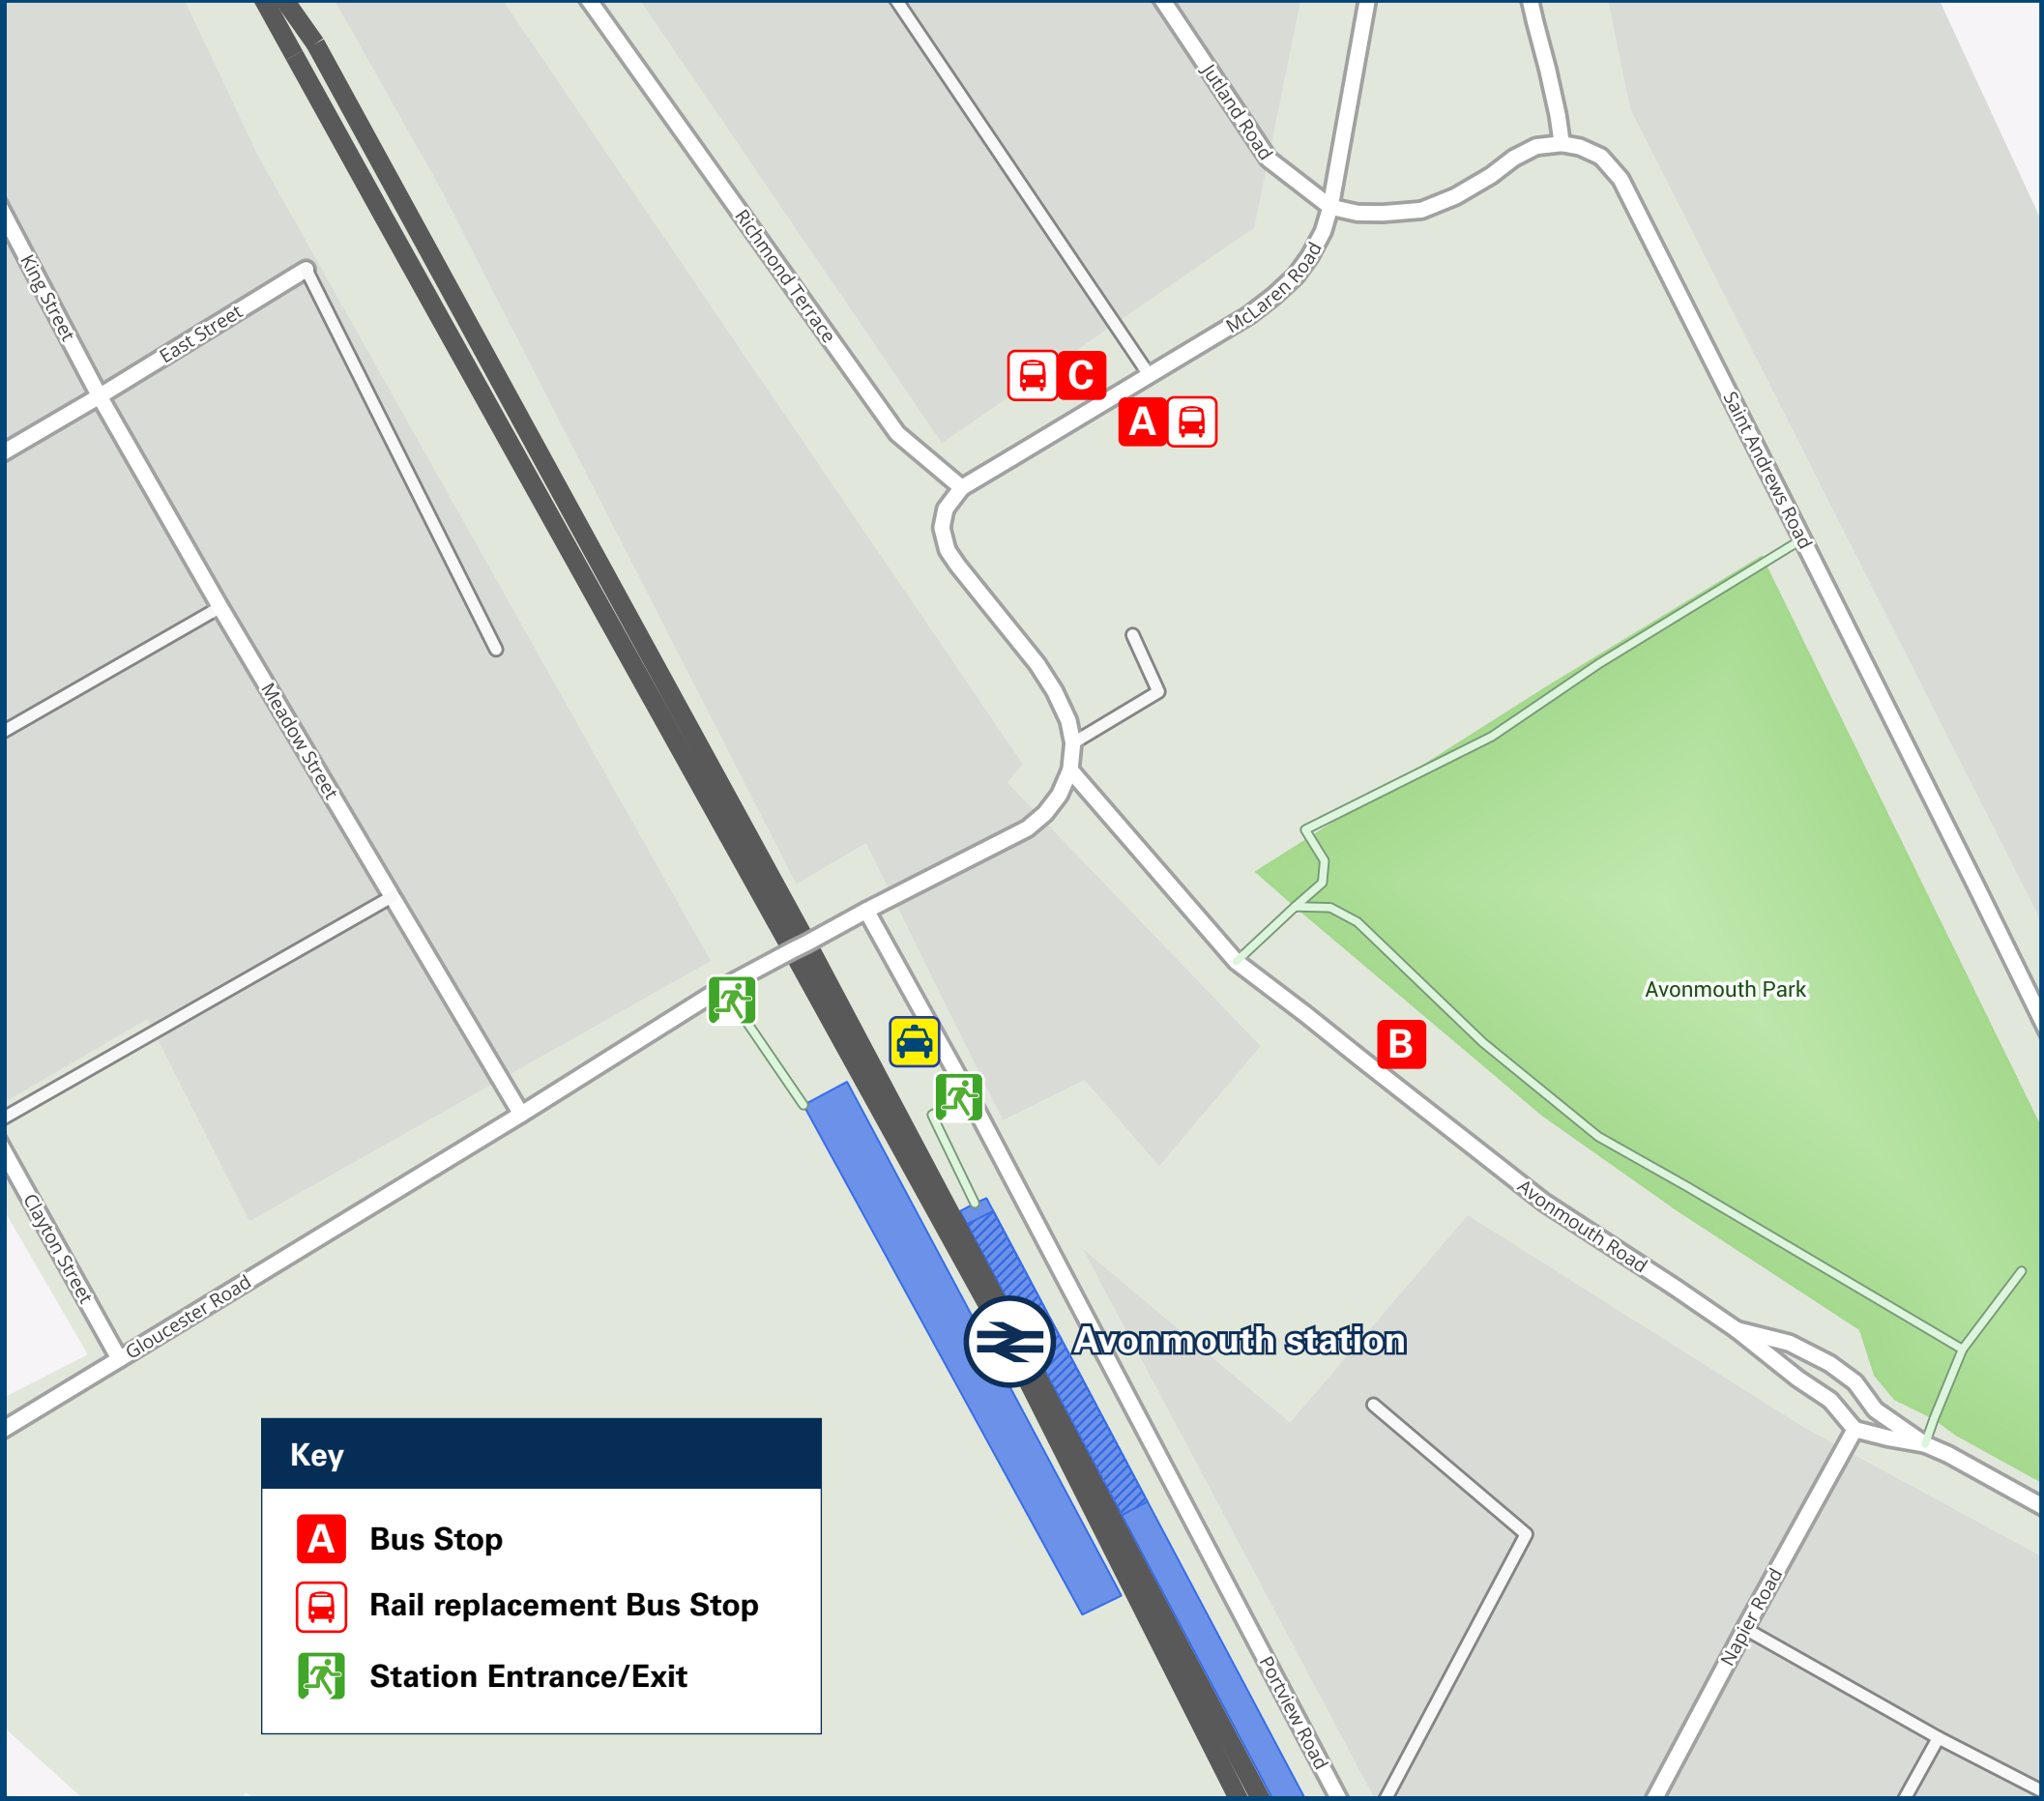 Jutland Road
Richmond Terrace
King Street
East Street
McLaren Road
C
A
Saint Andrews Road
Meadow Street
Avonmouth Park
B
Clayton Street
Gloucester Road
Avonmouth Road
Avonmouth station
Napier Road
Portview Road
Key
A Bus Stop
Rail replacement Bus Stop
Station Entrance/Exit